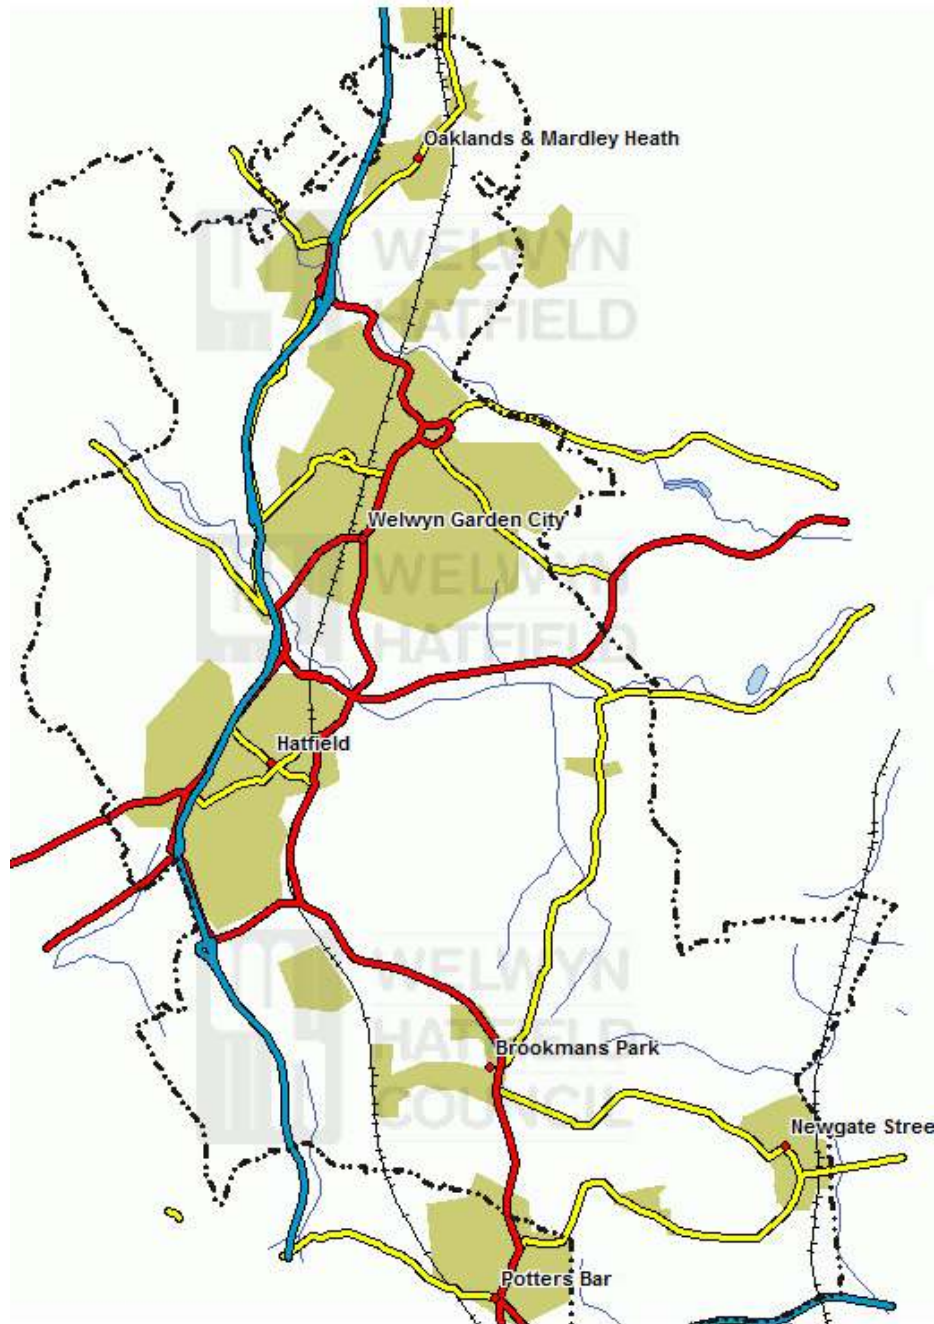 Oaklands & Mardley Heath
WELWYN
HATFIELD
Welwyn Garden City
WELWYN
HATFIELD
Hatfield
WELWYN
HATFIELD
Brookmans Park
COUNCIL
Newgate Stree
Potters Bar